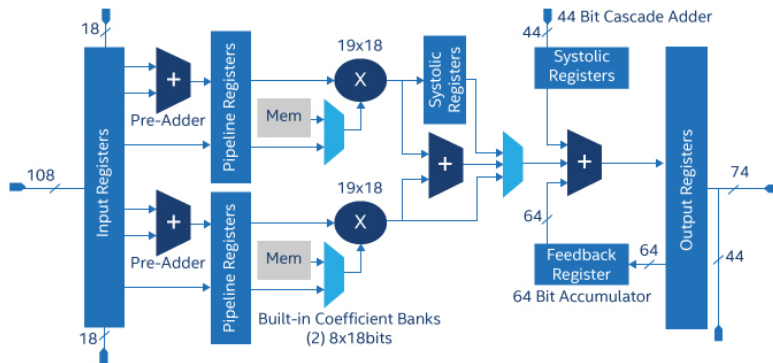 44 Bit Cascade Adder
18
44
19x18
Systolic
Registers
Systolic
Registers
+
X
Pre-Adder
Mem
Pipeline Registers
Input Registers
108
+
+
19x18
64
74
Output Registers
+
X
Pre-Adder
Mem
Pipeline Registers
Feedback
Register
64
44
64 Bit Accumulator
Built-in Coefficient Banks
(2) 8x18bits
18